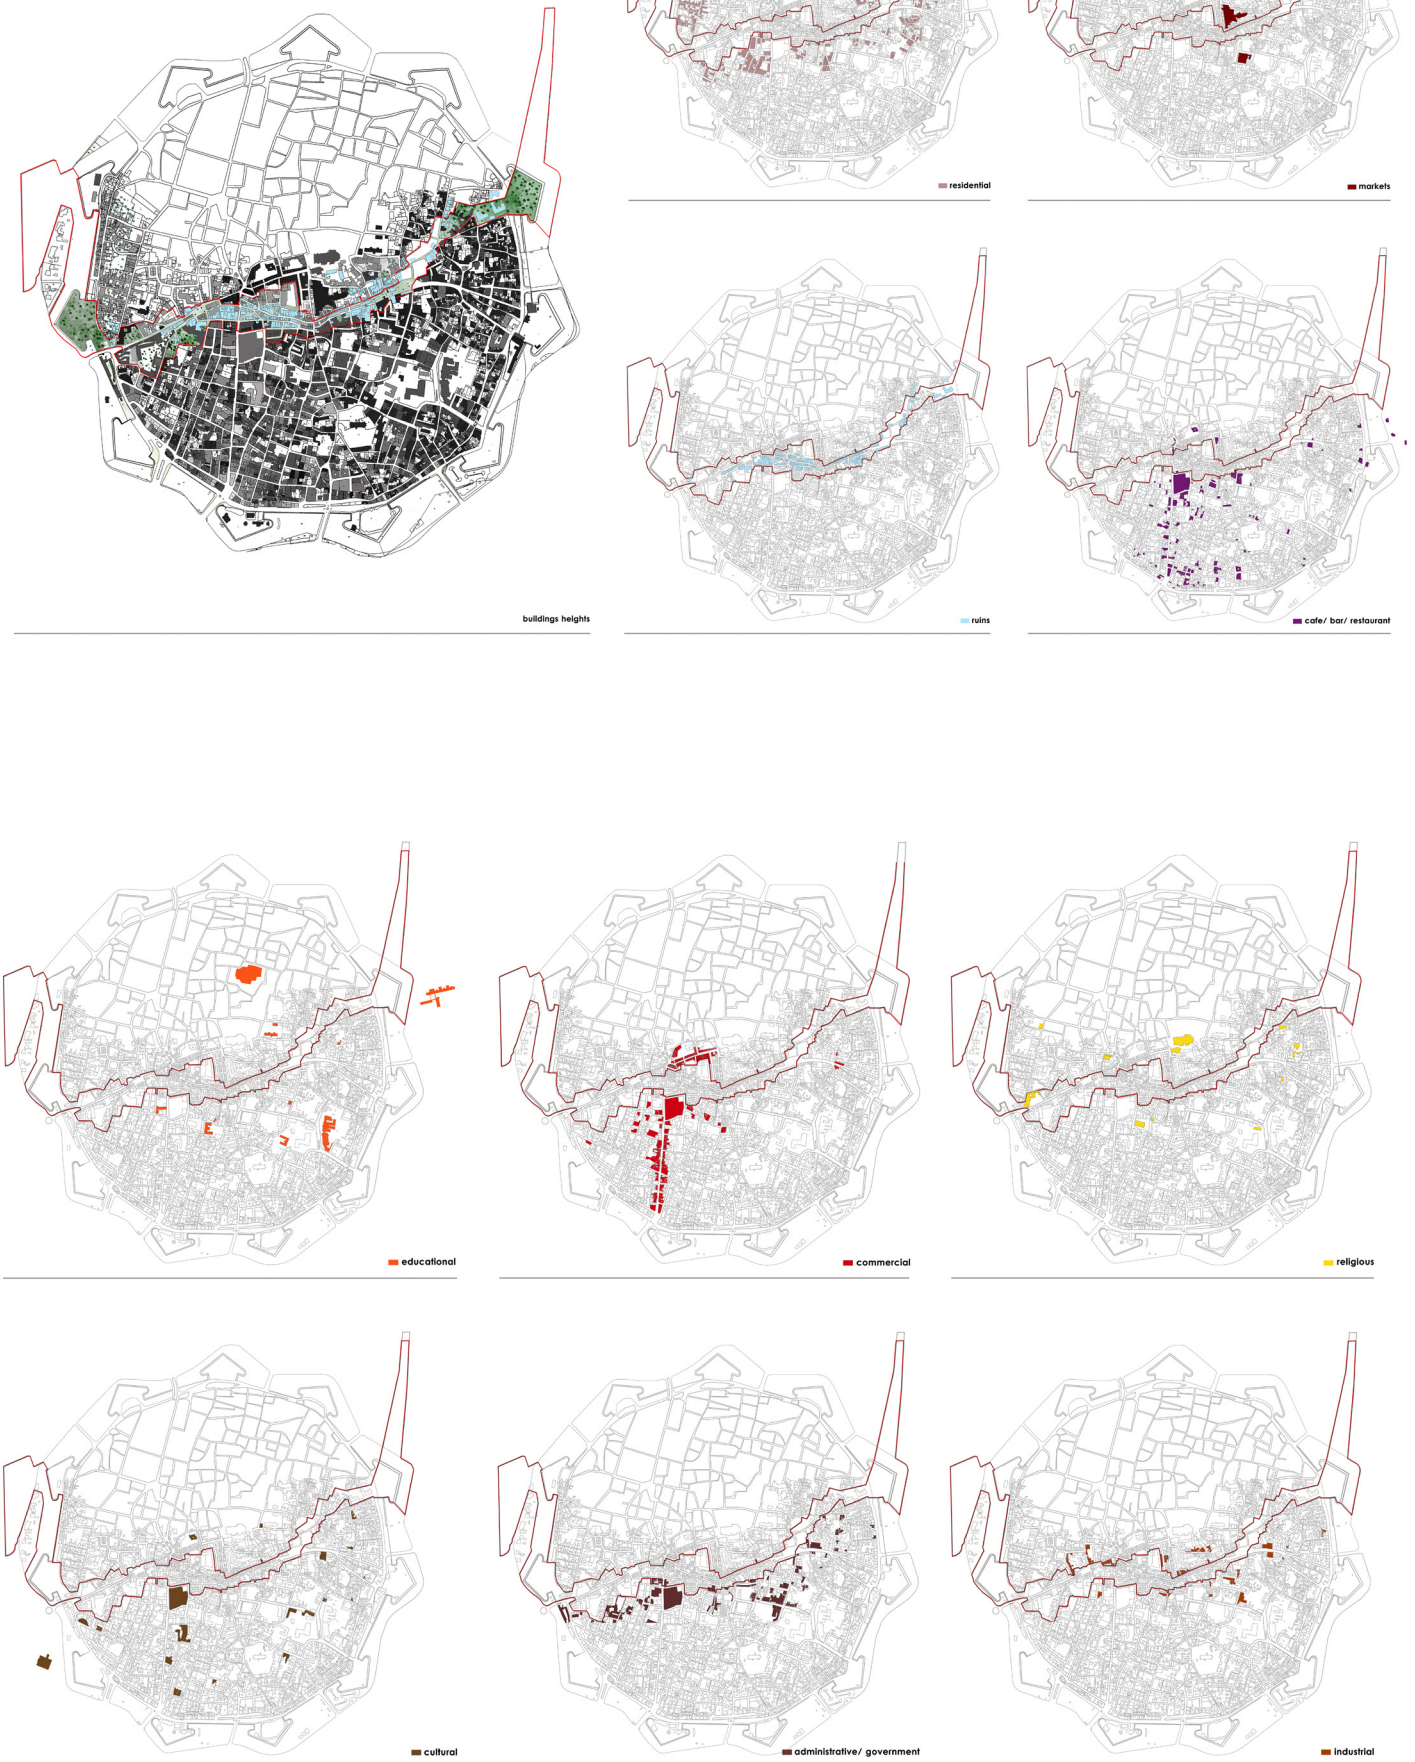 residential
markets
buildings heights
ruins
cafe/ bar/ restaurant
educational
commercial
religious
cultural
administrative/ government
industrial